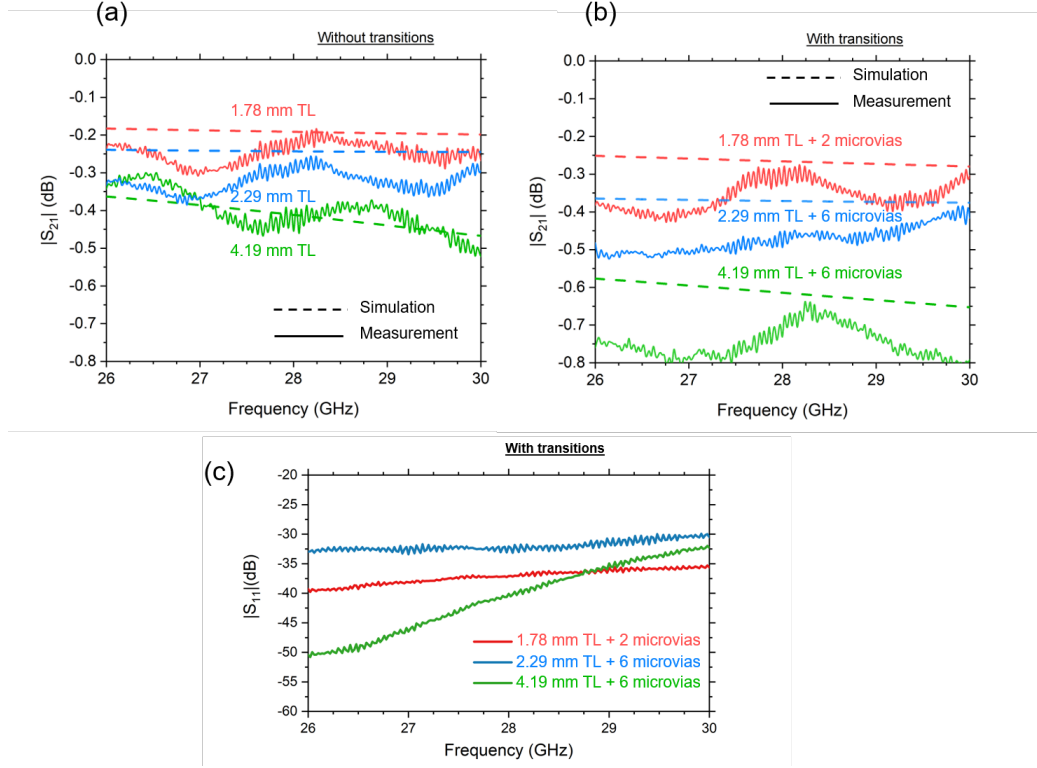 (a)
Without transitions
0.0
-0.1
-0.2
-0.3
-0.4
-0.5
-0.6
-0.7
-0.8
|S21| (dB)
1.78 mm TL
2.29 mm TL
4.19 mm TL
Simulation
Measurement
26 27 28 29 30
Frequency (GHz)
(b)
With transitions
0.0
-0.1
-0.2
-0.3
-0.4
-0.5
-0.6
-0.7
-0.8
|S21| (dB)
Simulation
Measurement
1.78 mm TL + 2 microvias
2.29 mm TL + 6 microvias
4.19 mm TL + 6 microvias
26 27 28 29 30
Frequency (GHz)
(c)
With transitions
-20
-25
-30
-35
-40
-45
-50
-55
-60
|S11|(dB)
1.78 mm TL + 2 microvias
2.29 mm TL + 6 microvias
4.19 mm TL + 6 microvias
26 27 28 29 30
Frequency (GHz)